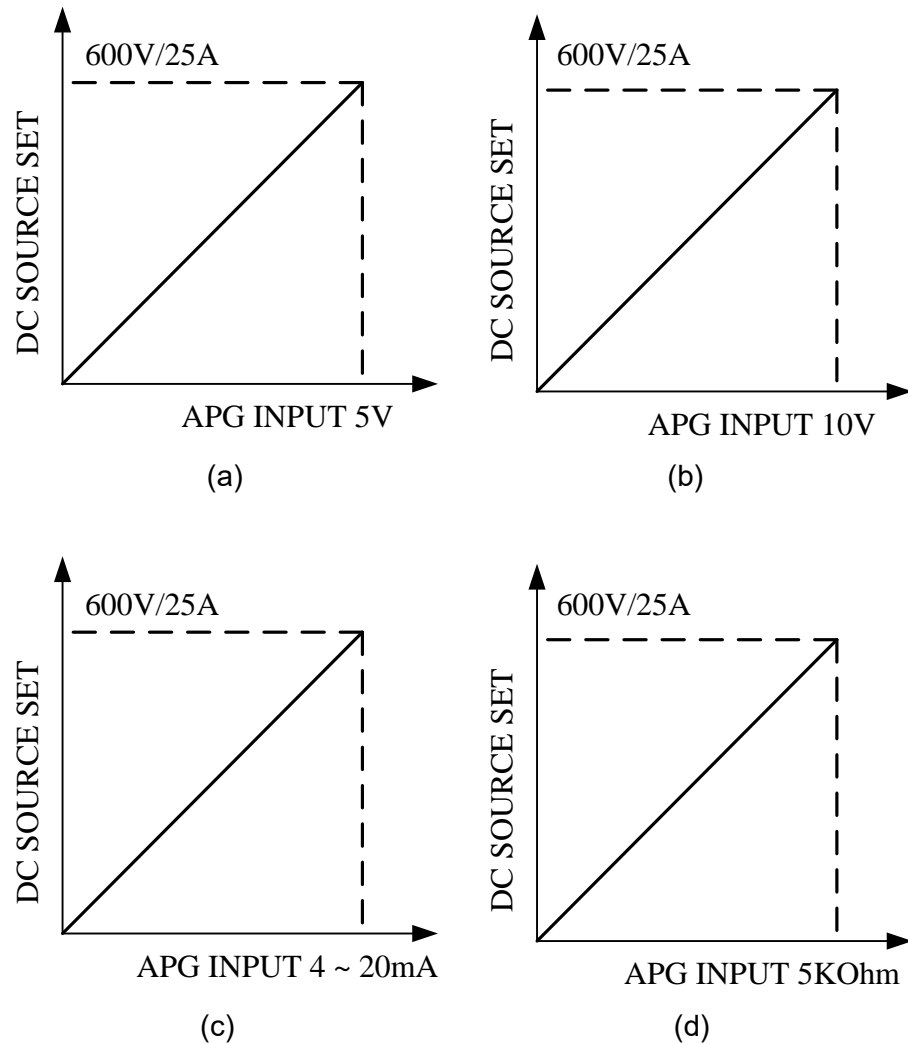 600V/25A
DC SOURCE SET
APG INPUT 5V
(a)
600V/25A
DC SOURCE SET
APG INPUT 10V
(b)
600V/25A
DC SOURCE SET
APG INPUT 4 ~ 20mA
(c)
600V/25A
DC SOURCE SET
APG INPUT 5KOhm
(d)